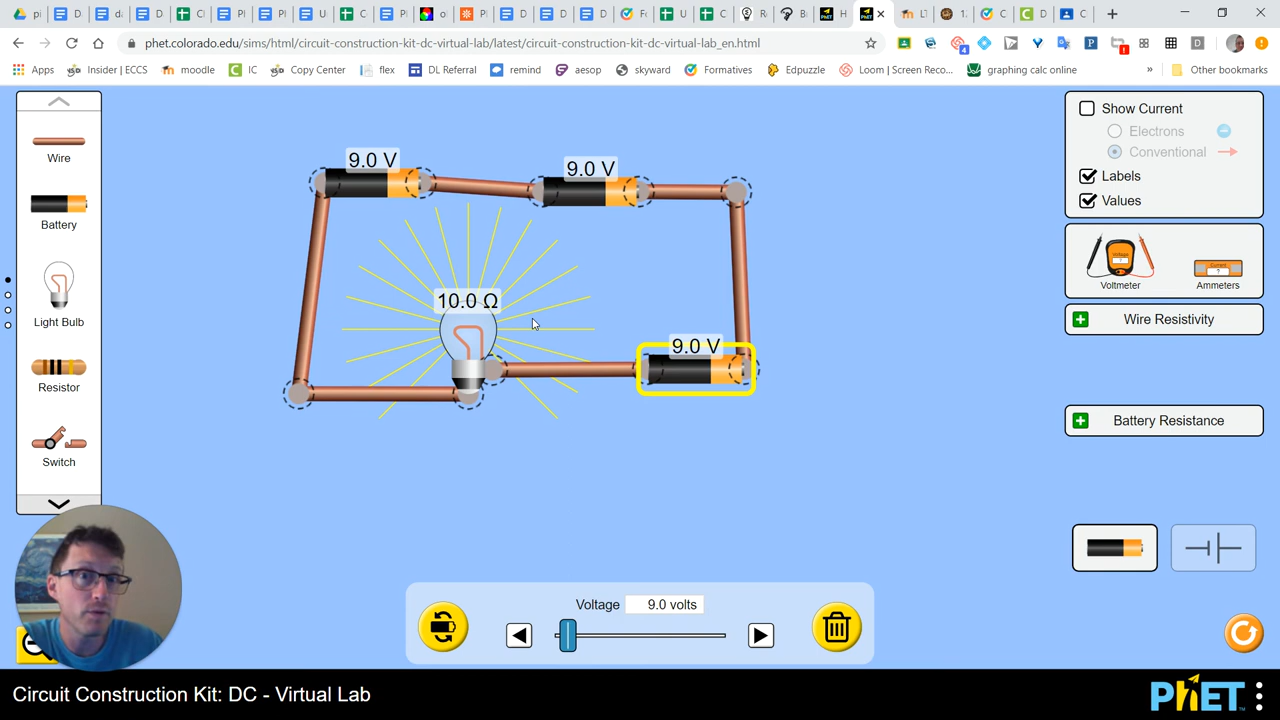 phet.colorado.edu/sims/html/circuit-construction-kit-dc-virtual-lab/latest/circuit-construction-kit-dc-virtual-lab_en.html
Apps Insider | ECCS moodle IC Copy Center flex DL Referral remind aesop skyward Formatives Edpuzzle Loom | Screen Reco... graphing calc online » Other bookmarks
Wire
Battery
Light Bulb
Resistor
Switch
9.0 V
9.0 V
10.0 Ω
9.0 V
Show Current
Electrons
Conventional
Labels
Values
Voltmeter
Ammeters
Wire Resistivity
Battery Resistance
Voltage 9.0 volts
Circuit Construction Kit: DC - Virtual Lab
PhET